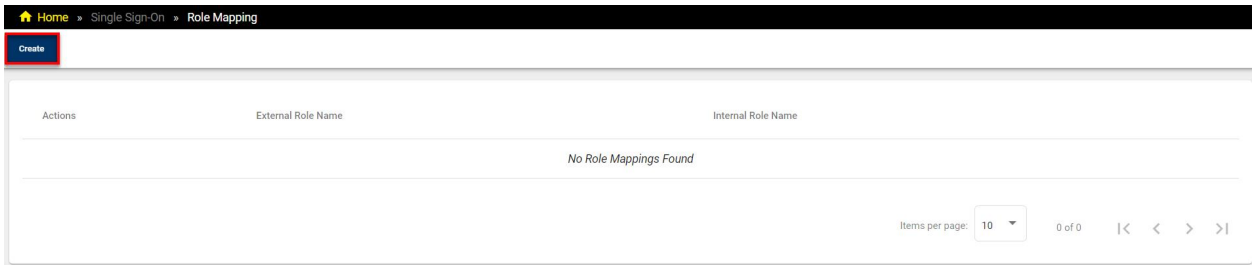 Home » Single Sign-On » Role Mapping
Create
Actions External Role Name Internal Role Name
No Role Mappings Found
Items per page: 10 0 of 0